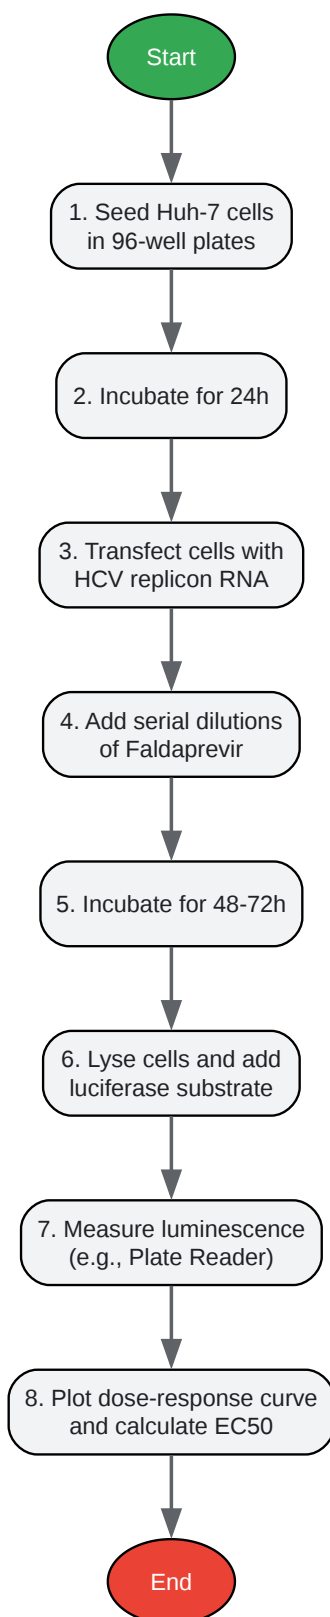 Start
1. Seed Huh-7 cells
in 96-well plates
2. Incubate for 24h
3. Transfect cells with
HCV replicon RNA
4. Add serial dilutions
of Faldaprevir
5. Incubate for 48-72h
6. Lyse cells and add
luciferase substrate
7. Measure luminescence
(e.g., Plate Reader)
8. Plot dose-response curve
and calculate EC50
End